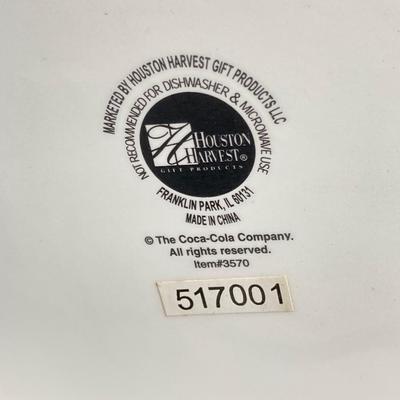 MARKETED BY HOUSTON HARVEST GIFT PRODUCTS LLC
NOT RECOMMENDED FOR DISHWASHER & MICROWAVE USE
H
HOUSTON
HARVEST®
GIFT PRODUCTS
FRANKLIN PARK, IL 60131
MADE IN CHINA
© The Coca-Cola Company.
All rights reserved.
Item#3570
517001